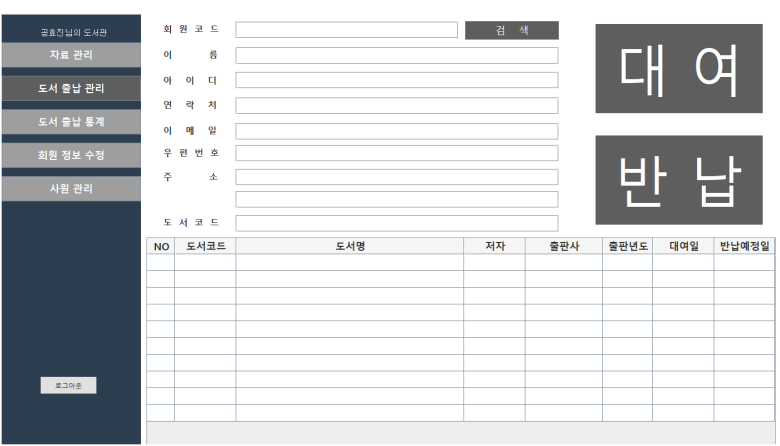 공효진님의 도서관
자료 관리
도서 출납 관리
도서 출납 통계
회원 정보 수정
사원 관리
로그아웃
회 원 코 드
검 색
이 름
아 이 디
연 락 처
이 메 일
우 편 번 호
주 소
도 서 코 드
대 여
반 납
NO 도서코드 도서명 저자 출판사 출판년도 대여일 반납예정일